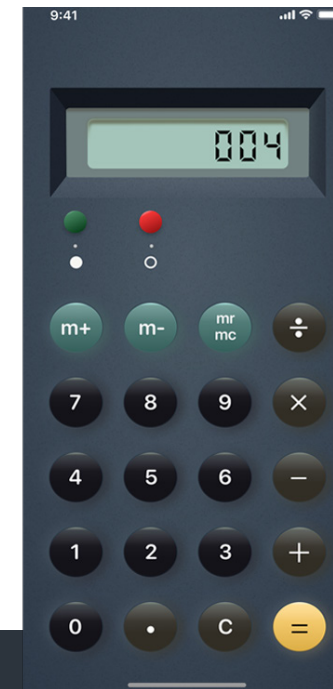 9:41
004
m+ m- mr mc ÷
7 8 9 ×
4 5 6 −
1 2 3 +
0 . C =